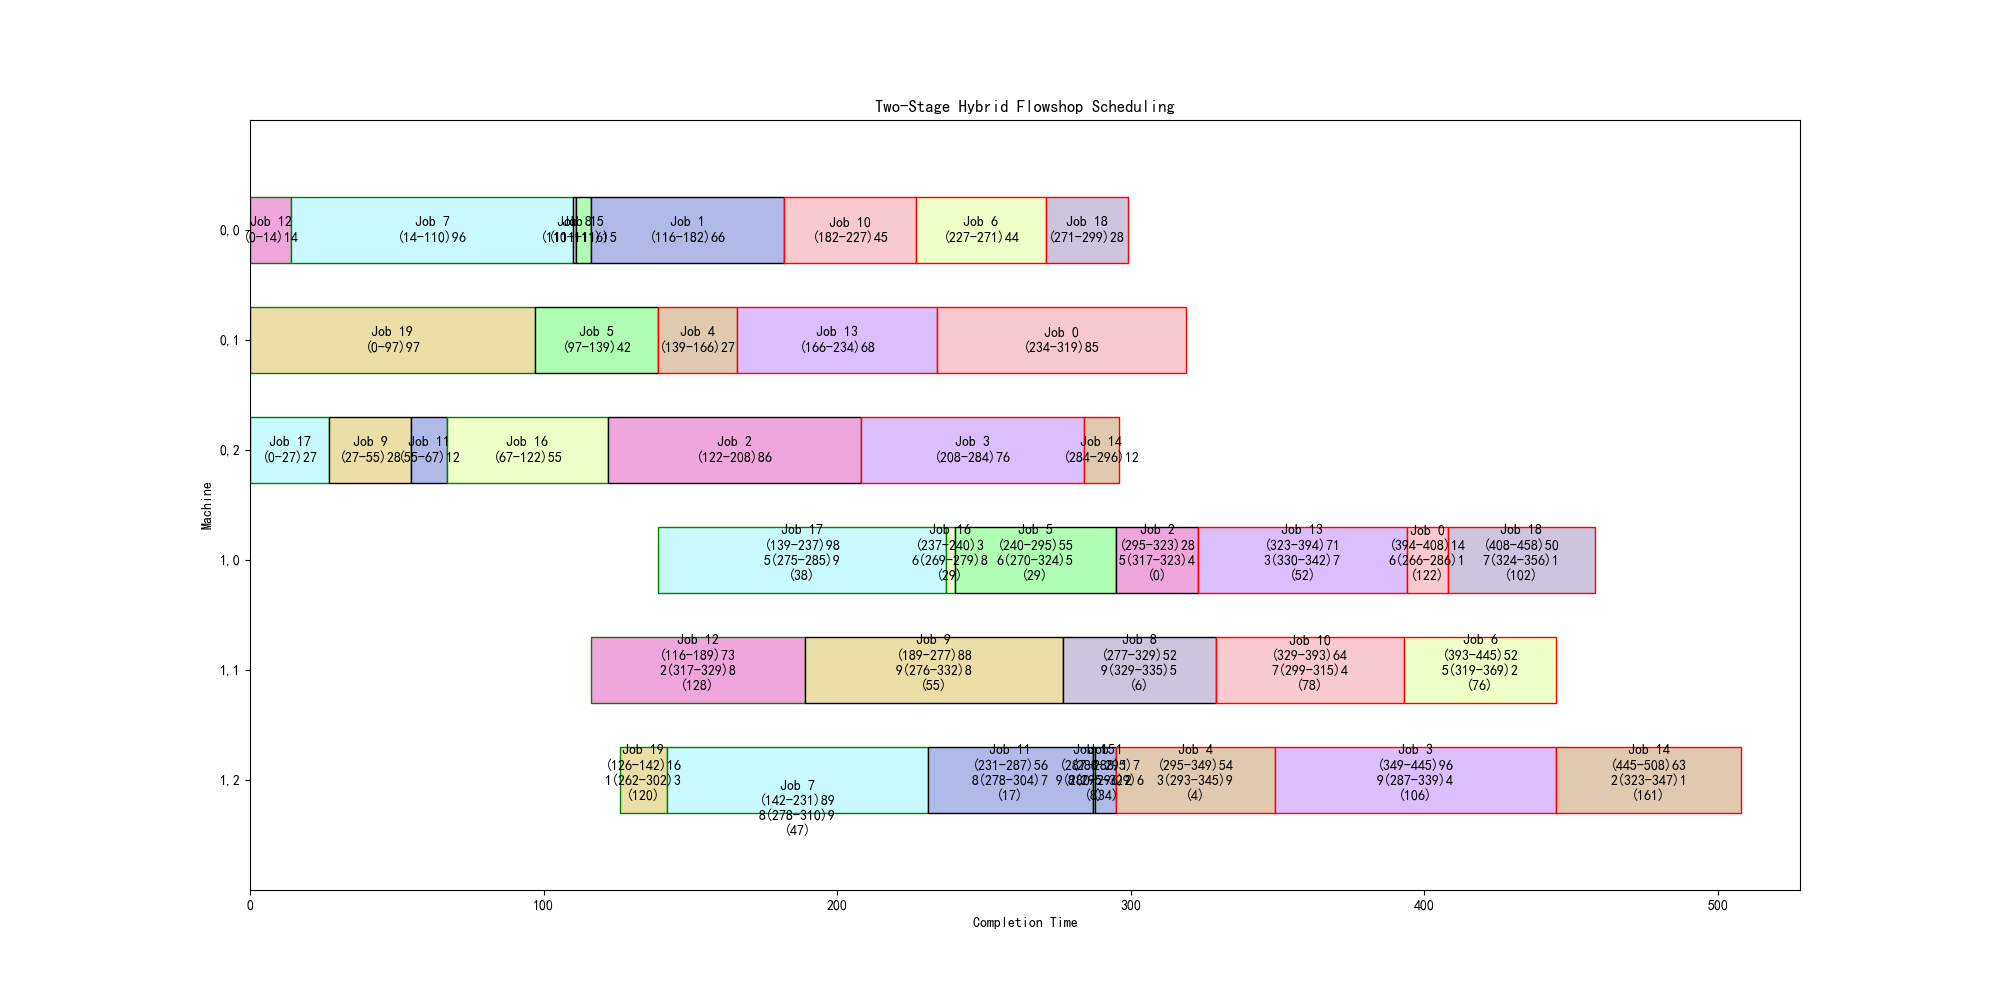 Two-Stage Hybrid Flowshop Scheduling
Machine
0,0
Job 12
(0-14)14
Job 7
(14-110)96
Job 1
(116-182)66
Job 10
(182-227)45
Job 6
(227-271)44
Job 18
(271-299)28
0,1
Job 19
(0-97)97
Job 5
(97-139)42
Job 4
(139-166)27
Job 13
(166-234)68
Job 0
(234-319)85
0,2
Job 17
(0-27)27
Job 9
(27-55)28
Job 11
(55-67)12
Job 16
(67-122)55
Job 2
(122-208)86
Job 3
(208-284)76
Job 14
(284-296)12
1,0
Job 17
(139-237)98
5(275-285)9
(38)
Job 16
(237-240)3
6(269-279)8
(29)
Job 5
(240-295)55
6(270-324)5
(29)
Job 2
(295-323)28
5(317-323)4
(0)
Job 13
(323-394)71
3(330-342)7
(52)
Job 0
(394-408)14
6(266-286)1
(122)
Job 18
(408-458)50
7(324-356)1
(102)
1,1
Job 12
(116-189)73
2(317-329)8
(128)
Job 9
(189-277)88
9(276-332)8
(55)
Job 8
(277-329)52
9(329-335)5
(6)
Job 10
(329-393)64
7(299-315)4
(78)
Job 6
(393-445)52
5(319-369)2
(76)
1,2
Job 19
(126-142)16
1(262-302)3
(120)
Job 7
(142-231)89
8(278-310)9
(47)
Job 11
(231-287)56
8(278-304)7
(17)
Job 4
(295-349)54
3(293-345)9
(4)
Job 3
(349-445)96
9(287-339)4
(106)
Job 14
(445-508)63
2(323-347)1
(161)
0
100
200
300
400
500
Completion Time